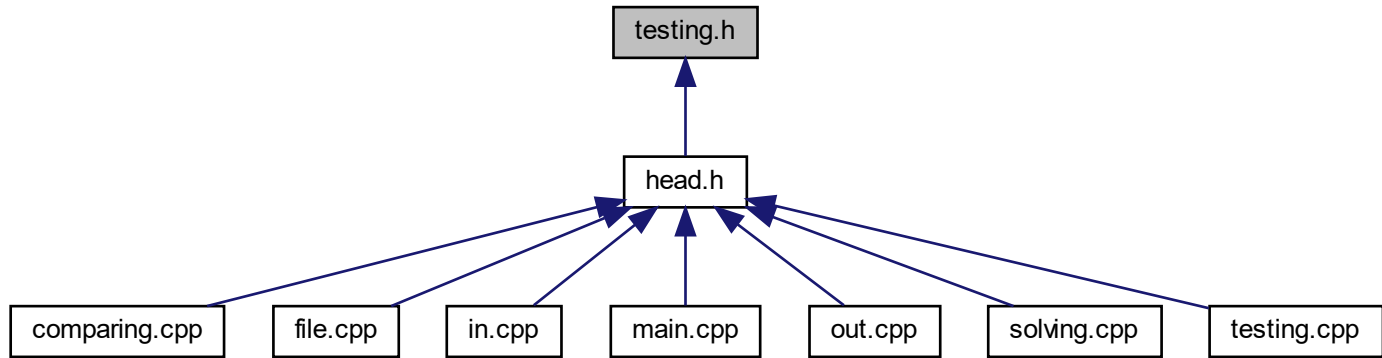 testing.h
head.h
comparing.cpp
file.cpp
in.cpp
main.cpp
out.cpp
solving.cpp
testing.cpp